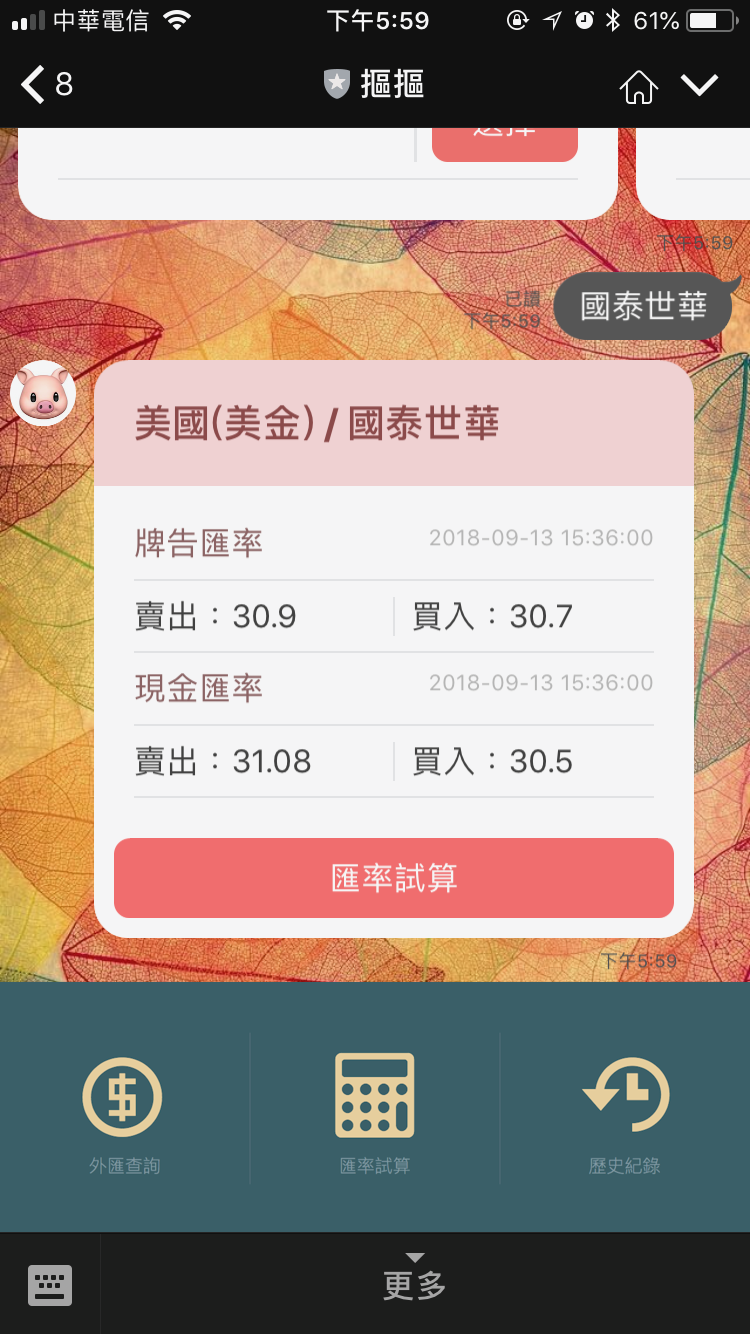 中華電信 下午5:59 61%
8 摳摳
選擇
下午5:59
已讀
下午5:59
國泰世華
美國(美金) / 國泰世華
牌告匯率 2018-09-13 15:36:00
賣出：30.9 買入：30.7
現金匯率 2018-09-13 15:36:00
賣出：31.08 買入：30.5
匯率試算
下午5:59
外匯查詢 匯率試算 歷史紀錄
更多